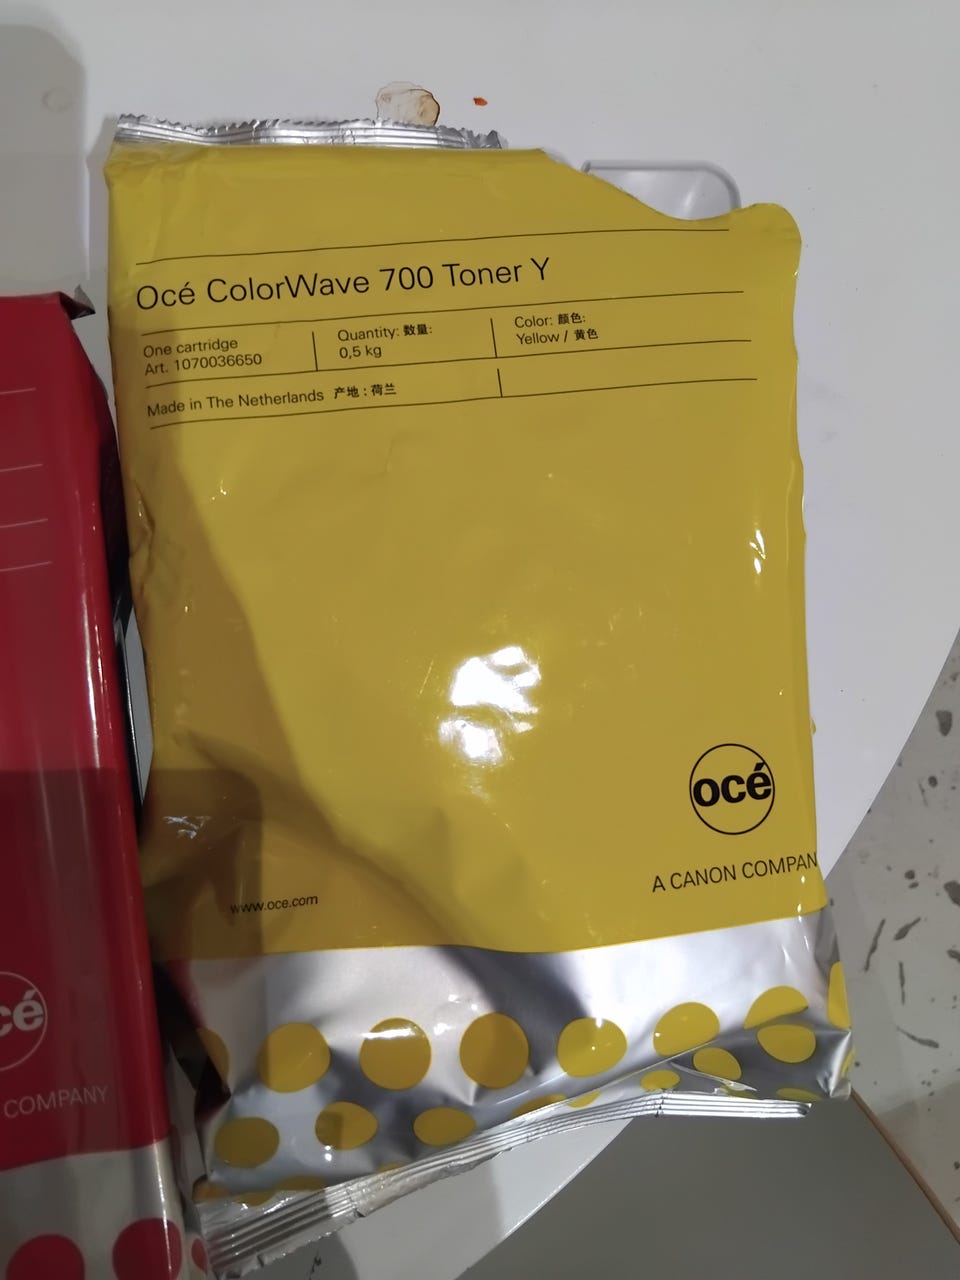 Océ ColorWave 700 Toner Y
One cartridge
Art. 1070036650
Quantity: 数量:
0,5 kg
Color: 颜色:
Yellow / 黄色
Made in The Netherlands 产地 : 荷兰
océ
A CANON COMPAN
www.oce.com
cé
COMPANY